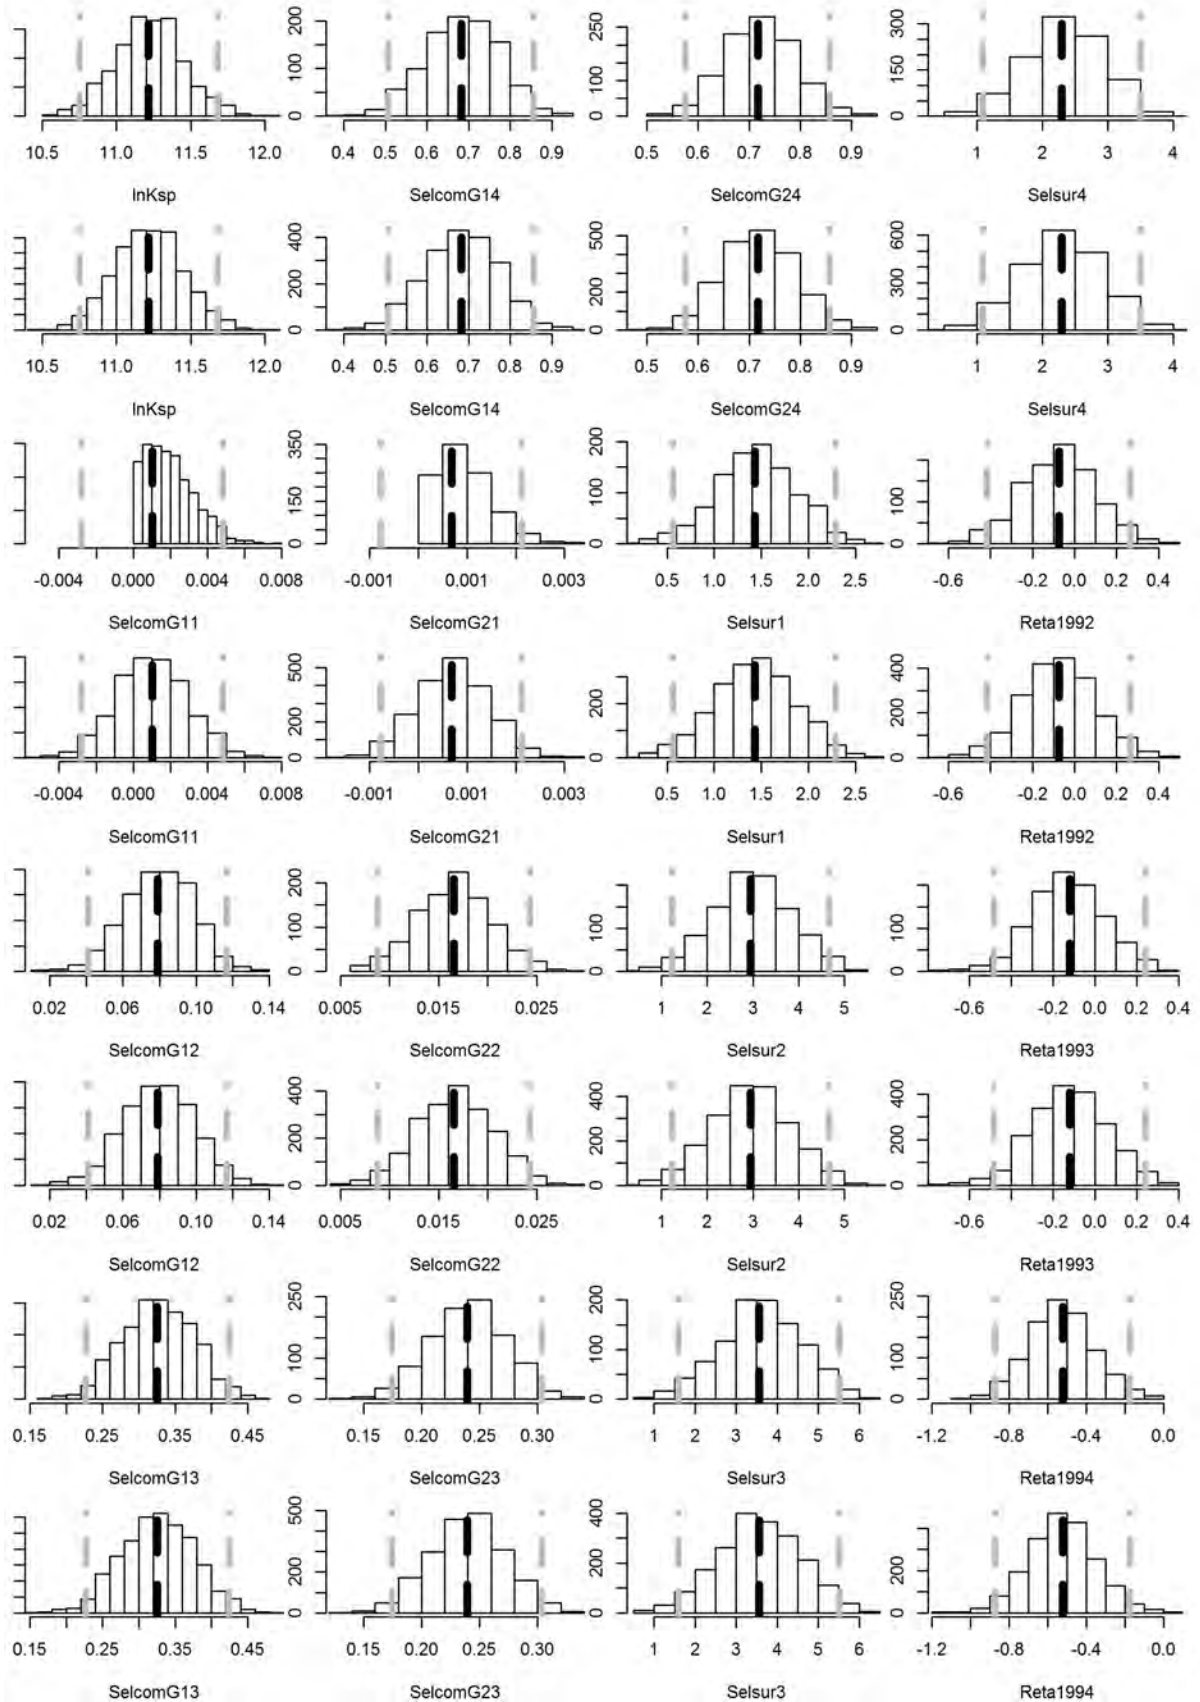 0 100 200
0 100 250
0 150 300
10.5 11.0 11.5 12.0
0.4 0.5 0.6 0.7 0.8 0.9
0.5 0.6 0.7 0.8 0.9
1 2 3 4
lnKsp SelcomG14 SelcomG24 Selsur4
0 200 400
0 200 500
0 300 600
10.5 11.0 11.5 12.0
0.4 0.5 0.6 0.7 0.8 0.9
0.5 0.6 0.7 0.8 0.9
1 2 3 4
lnKsp SelcomG14 SelcomG24 Selsur4
0 150 350
0 100 200
0 100
-0.004 0.000 0.004 0.008
-0.001 0.001 0.003
0.5 1.0 1.5 2.0 2.5
-0.6 -0.2 0.0 0.4
SelcomG11 SelcomG21 Selsur1 Reta1992
0 200 500
0 200
0 200 400
-0.004 0.000 0.004 0.008
-0.001 0.001 0.003
0.5 1.0 1.5 2.0 2.5
-0.6 -0.2 0.0 0.4
SelcomG11 SelcomG21 Selsur1 Reta1992
0 100 200
0 100
0 100
0.02 0.06 0.10 0.14
0.005 0.015 0.025
1 2 3 4 5
-0.6 -0.2 0.0 0.2 0.4
SelcomG12 SelcomG22 Selsur2 Reta1993
0 200 400
0 200 400
0 200 400
0.02 0.06 0.10 0.14
0.005 0.015 0.025
1 2 3 4 5
-0.6 -0.2 0.0 0.2 0.4
SelcomG12 SelcomG22 Selsur2 Reta1993
0 100 250
0 100 200
0 100 250
0.15 0.25 0.35 0.45
0.15 0.20 0.25 0.30
1 2 3 4 5 6
-1.2 -0.8 -0.4 0.0
SelcomG13 SelcomG23 Selsur3 Reta1994
0 200 500
0 200 400
0 200
0.15 0.25 0.35 0.45
0.15 0.20 0.25 0.30
1 2 3 4 5 6
-1.2 -0.8 -0.4 0.0
SelcomG13 SelcomG23 Selsur3 Reta1994